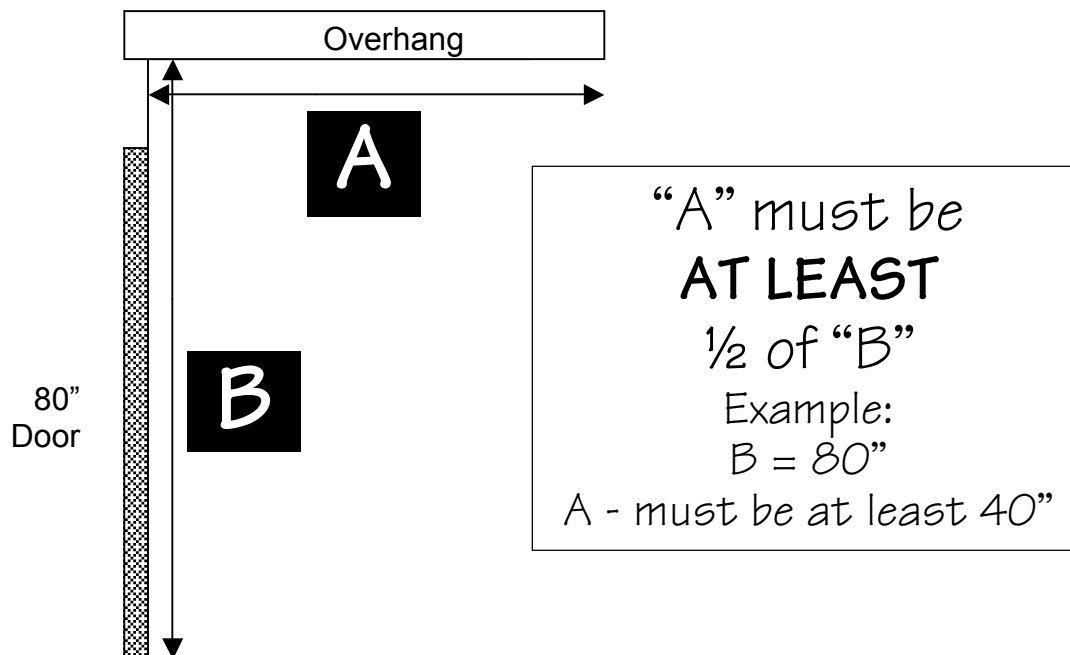 Overhang
A
B
80”
Door
“A” must be
AT LEAST
½ of “B”
Example:
B = 80”
A - must be at least 40”